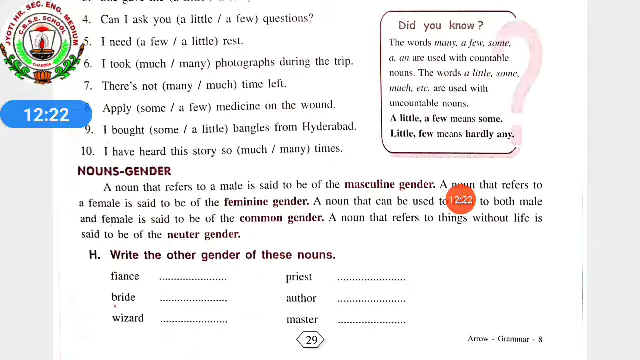 4. Can I ask you (a little / a few) questions?
5. I need (a few / a little) rest.
6. I took (much / many) photographs during the trip.
7. There's not (many / much) time left.
8. Apply (some / a few) medicine on the wound.
9. I bought (some / a little) bangles from Hyderabad.
10. I have heard this story so (much / many) times.
Did you know?
The words many, a few, some,
a, an are used with countable
nouns. The words a little, some,
much, etc. are used with
uncountable nouns.
A little, a few means some.
Little, few means hardly any.
JYOTI HR. SEC. ENG. MEDIUM
C.B.S.E. SCHOOL
12:22
NOUNS-GENDER
A noun that refers to a male is said to be of the masculine gender. A noun that refers to
a female is said to be of the feminine gender. A noun that can be used to to both male
and female is said to be of the common gender. A noun that refers to things without life is
said to be of the neuter gender.
12:22
H. Write the other gender of these nouns.
fiance ........................ priest ........................
bride ........................ author ........................
wizard ........................ master ........................
29
Arrow - Grammar - 8